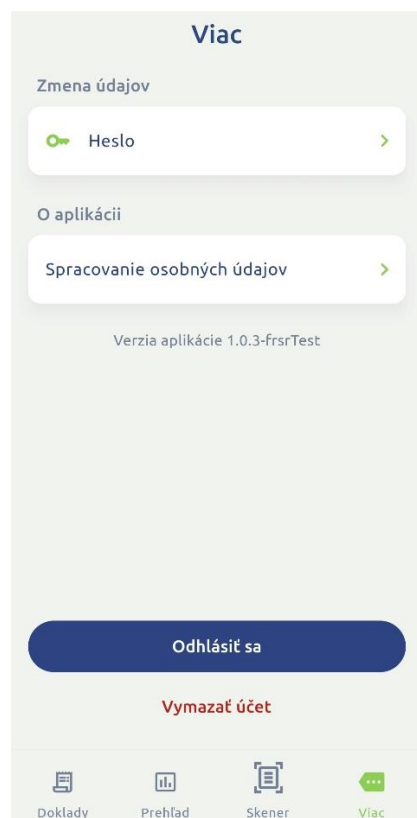 Viac
Zmena údajov
Heslo
O aplikácii
Spracovanie osobných údajov
Verzia aplikácie 1.0.3-frsrTest
Odhlásiť sa
Vymazať účet
Doklady Prehľad Skener Viac